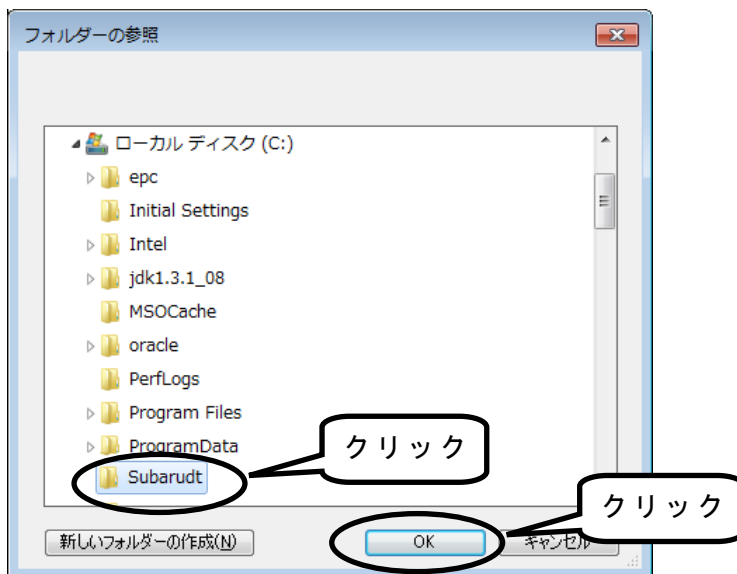 フォルダーの参照
ローカル ディスク (C:)
epc
Initial Settings
Intel
jdk1.3.1_08
MSOCache
oracle
PerfLogs
Program Files
ProgramData
クリック
Subarudt
クリック
新しいフォルダーの作成(N)
OK
キャンセル